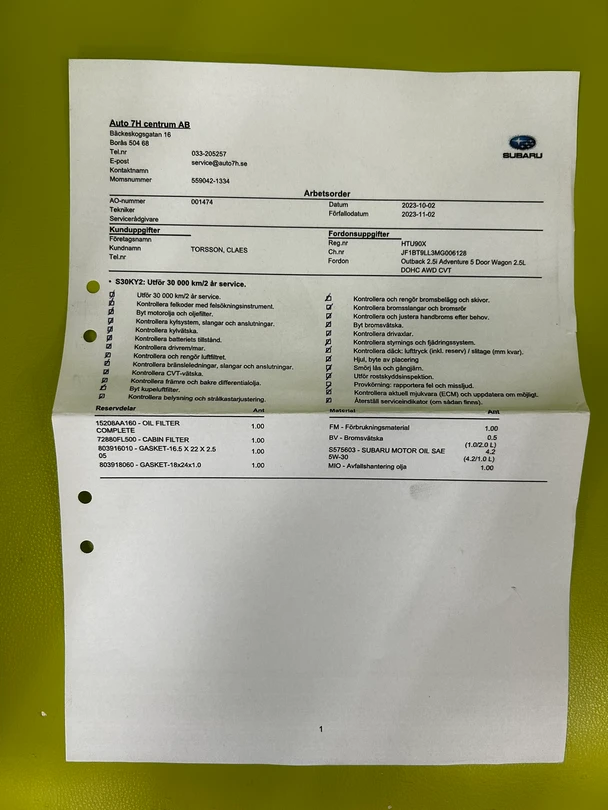 Auto 7H centrum AB
Bäckeskogsgatan 16
Borås 504 68
Tel.nr 033-205257
E-post service@auto7h.se
Kontaktnamn
Momsnummer 559042-1334
SUBARU
Arbetsorder
AO-nummer 001474 Datum 2023-10-02
Tekniker Förfallodatum 2023-11-02
Servicerådgivare
Kunduppgifter Fordonsuppgifter
Företagsnamn Reg.nr HTU90X
Kundnamn TORSSON, CLAES Ch.nr JF1BT9LL3MG006128
Tel.nr Fordon Outback 2.5i Adventure 5 Door Wagon 2.5L
DOHC AWD CVT
* S30KY2: Utför 30 000 km/2 år service.
Utför 30 000 km/2 år service.
Kontrollera felkoder med felsökningsinstrument.
Byt motorolja och oljefilter.
Kontrollera kylsystem, slangar och anslutningar.
Kontrollera kylvätska.
Kontrollera batteriets tillstånd.
Kontrollera drivrem/mar.
Kontrollera och rengör luftfiltret.
Kontrollera bränsleledningar, slangar och anslutningar.
Kontrollera CVT-vätska.
Kontrollera främre och bakre differentialolja.
Byt kupeluftfilter.
Kontrollera belysning och strålkastarjustering.
Kontrollera och rengör bromsbelägg och skivor.
Kontrollera bromsslangar och bromsrör
Kontrollera och justera handbroms efter behov.
Byt bromsvätska.
Kontrollera drivaxlar.
Kontrollera styrnings och fjädringssystem.
Kontrollera däck: lufttryck (inkl. reserv) / slitage (mm kvar).
Hjul, byte av placering
Smörj lås och gångjärn.
Utför rostskyddsinspektion.
Provkörning: rapportera fel och missljud.
Kontrollera aktuell mjukvara (ECM) och uppdatera om möjligt.
Återställ serviceindikator (om sådan finns).
Reservdelar Ant Material Ant
15208AA160 - OIL FILTER
COMPLETE 1.00
72880FL500 - CABIN FILTER 1.00
803916010 - GASKET-16.5 X 22 X 2.5
05 1.00
803918060 - GASKET-18x24x1.0 1.00
FM - Förbrukningsmaterial 1.00
BV - Bromsvätska 0.5
(1.0/2.0 L)
S575603 - SUBARU MOTOR OIL SAE 4.2
5W-30 (4.2/1.0 L)
MIO - Avfallshantering olja 1.00
1